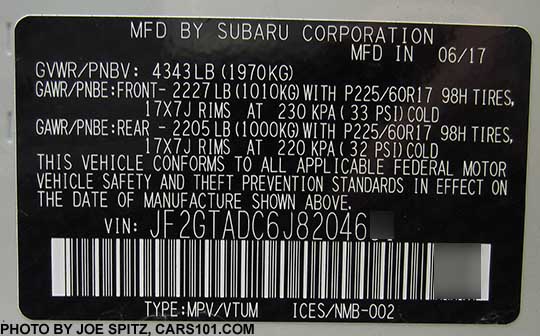 MFD BY SUBARU CORPORATION
MFD IN 06/17
GVWR/PNBV: 4343LB (1970KG)
GAWR/PNBE:FRONT- 2227 LB (1010KG) WITH P225/60R17 98H TIRES,
17X7J RIMS AT 230 KPA ( 33 PSI) COLD
GAWR/PNBE:REAR - 2205 LB (1000KG) WITH P225/60R17 98H TIRES,
17X7J RIMS AT 220 KPA ( 32 PSI) COLD
THIS VEHICLE CONFORMS TO ALL APPLICABLE FEDERAL MOTOR
VEHICLE SAFETY AND THEFT PREVENTION STANDARDS IN EFFECT ON
THE DATE OF MANUFACTURE SHOWN ABOVE.
VIN: JF2GTADC6J82046
TYPE:MPV/VTUM ICES/NMB-002
PHOTO BY JOE SPITZ, CARS101.COM